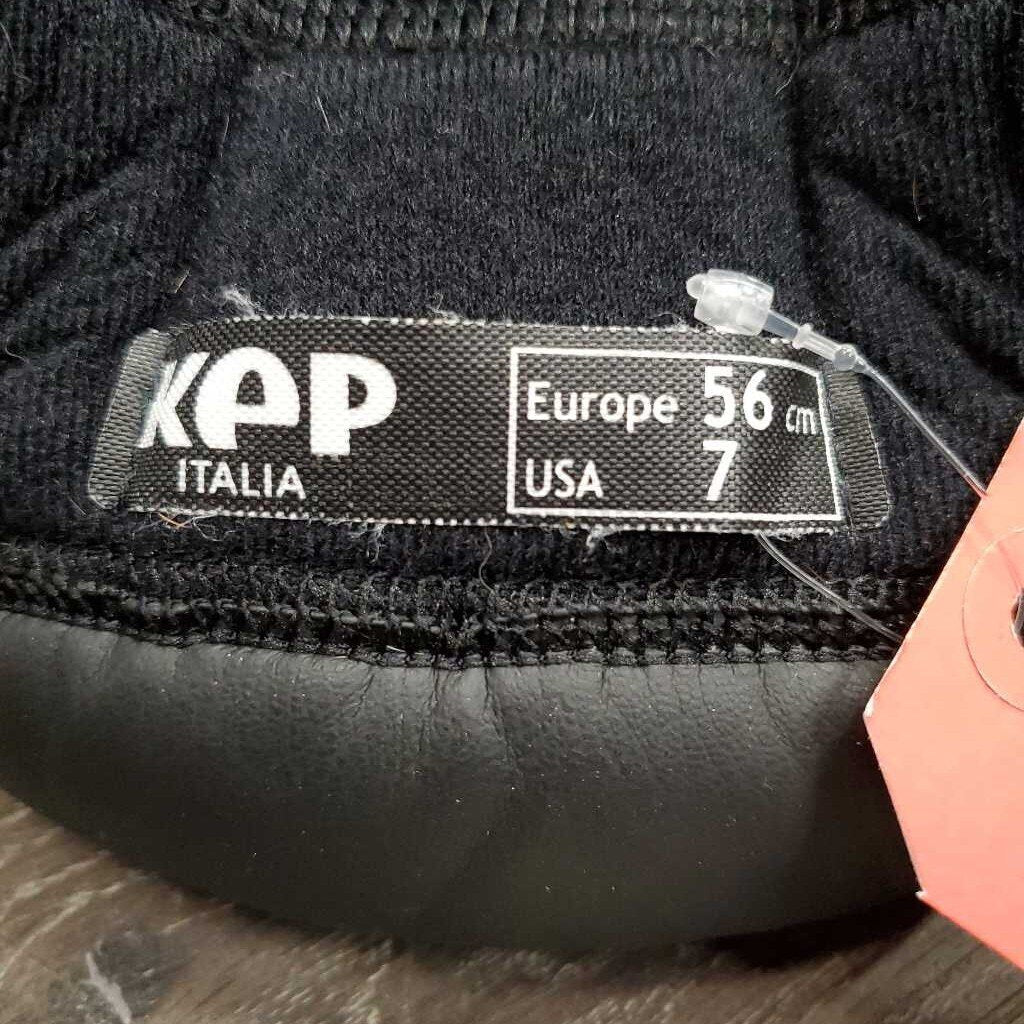 KEP
ITALIA
Europe 56 cm
USA 7